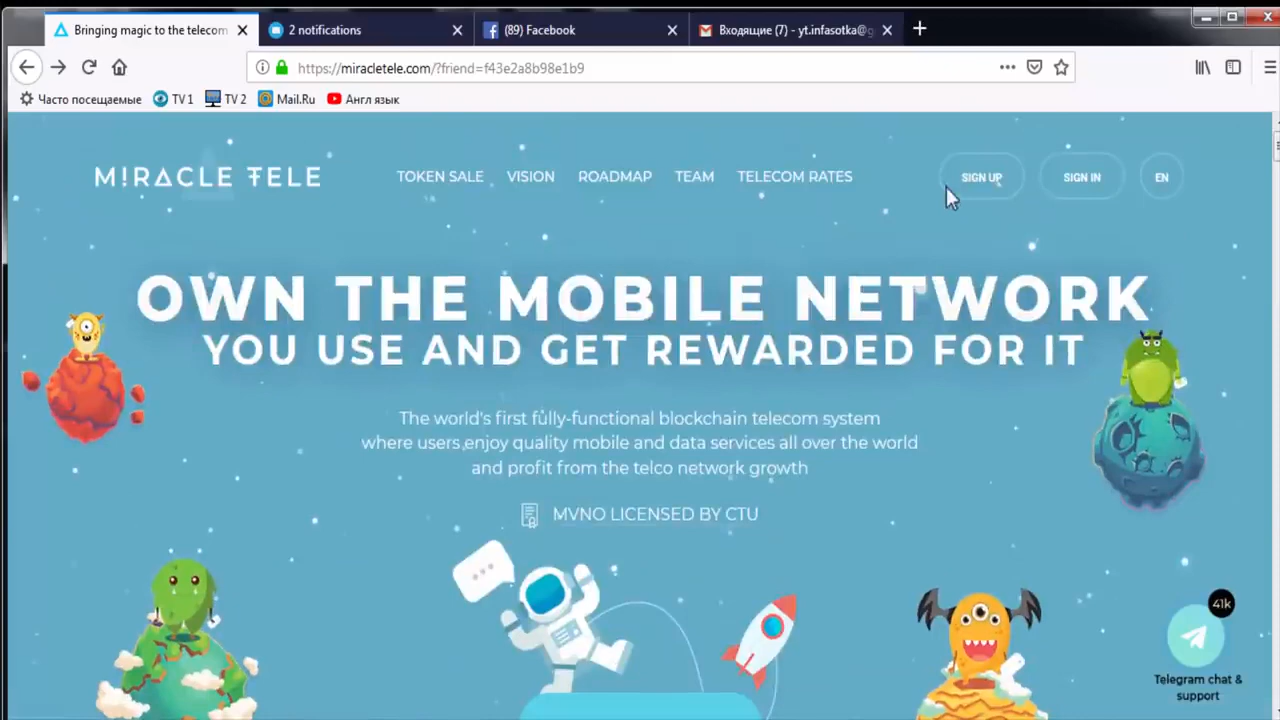 Bringing magic to the telecom
2 notifications
(89) Facebook
Входящие (7) - yt.infasotka@g
https://miracletele.com/?friend=f43e2a8b98e1b9
Часто посещаемые
TV 1
TV 2
Mail.Ru
Англ язык
M!RACLE TELE
TOKEN SALE
VISION
ROADMAP
TEAM
TELECOM RATES
SIGN UP
SIGN IN
EN
OWN THE MOBILE NETWORK
YOU USE AND GET REWARDED FOR IT
The world's first fully-functional blockchain telecom system
where users enjoy quality mobile and data services all over the world
and profit from the telco network growth
MVNO LICENSED BY CTU
41k
Telegram chat &
support